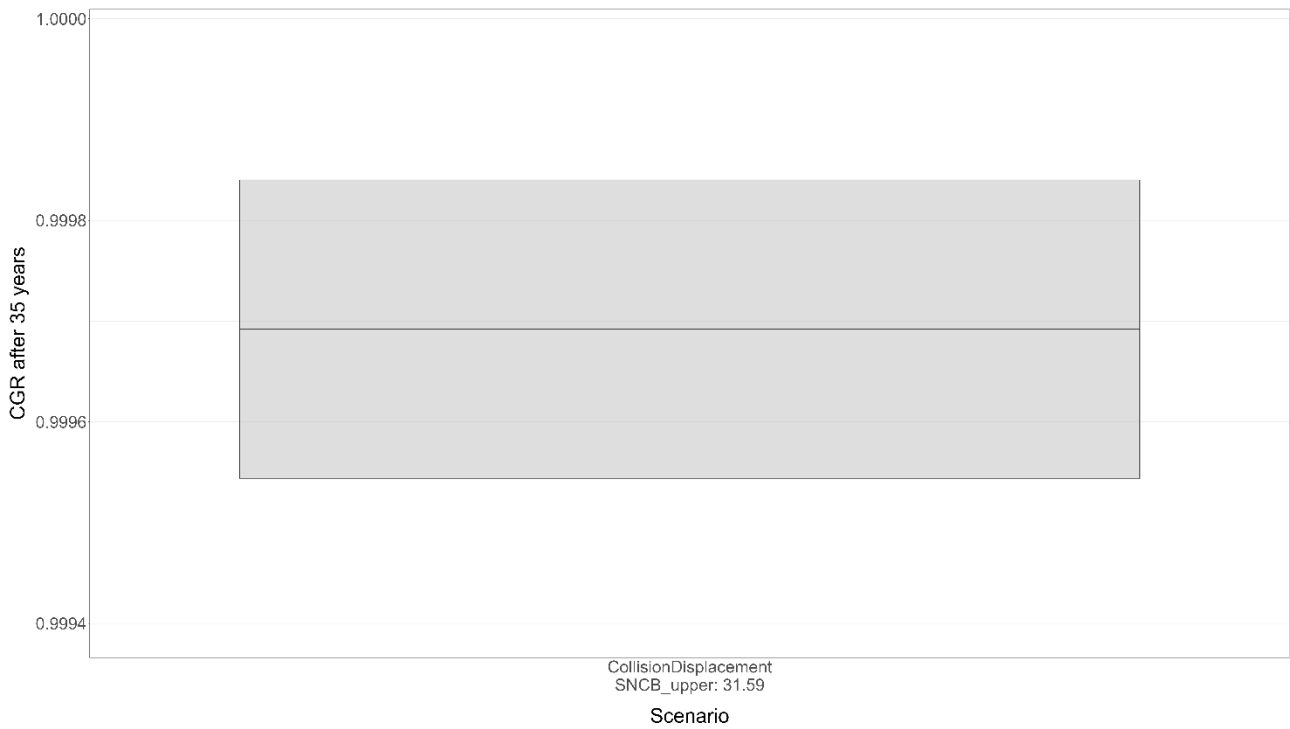 1.0000
0.9998
0.9996
0.9994
CGR after 35 years
CollisionDisplacement
SNCB_upper: 31.59
Scenario